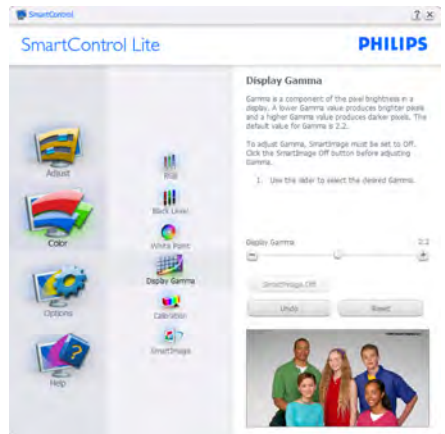 SmartControl
SmartControl Lite
PHILIPS
Display Gamma
Gamma is a component of the pixel brightness in a
display. A lower Gamma value produces brighter pixels
and a higher Gamma value produces darker pixels. The
default value for Gamma is 2.2.
To adjust Gamma, SmartImage must be set to Off.
Click the SmartImage Off button before adjusting
Gamma.
1. Use the slider to select the desired Gamma.
Adjust
Color
Options
Help
RGB
Black Level
White Point
Display Gamma
Calibration
SmartImage
Display Gamma
2.2
SmartImage Off
Undo
Reset